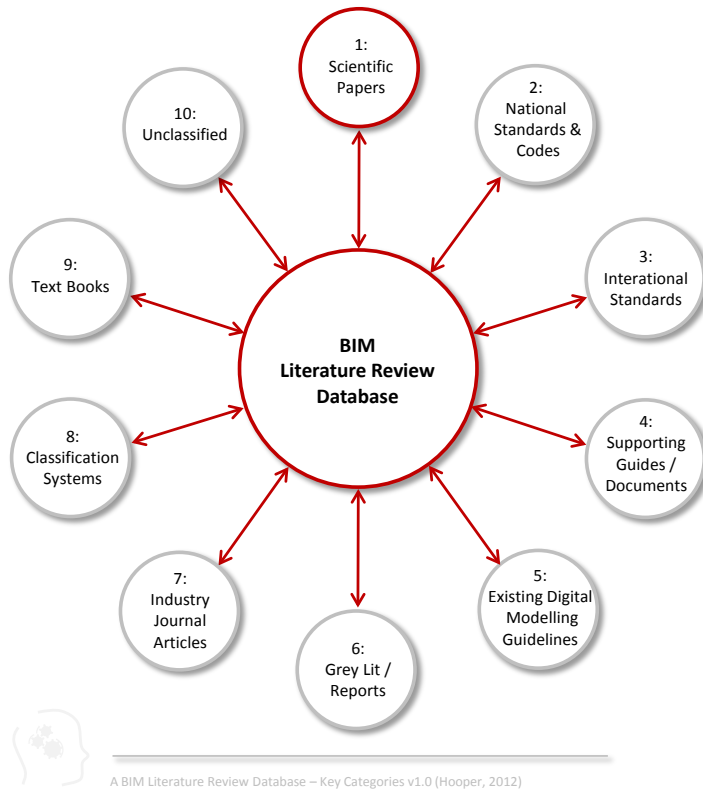 1:
Scientific
Papers
2:
National
Standards &
Codes
3:
Interational
Standards
4:
Supporting
Guides /
Documents
5:
Existing Digital
Modelling
Guidelines
6:
Grey Lit /
Reports
7:
Industry
Journal
Articles
8:
Classification
Systems
9:
Text Books
10:
Unclassified
BIM
Literature Review
Database
A BIM Literature Review Database – Key Categories v1.0 (Hooper, 2012)